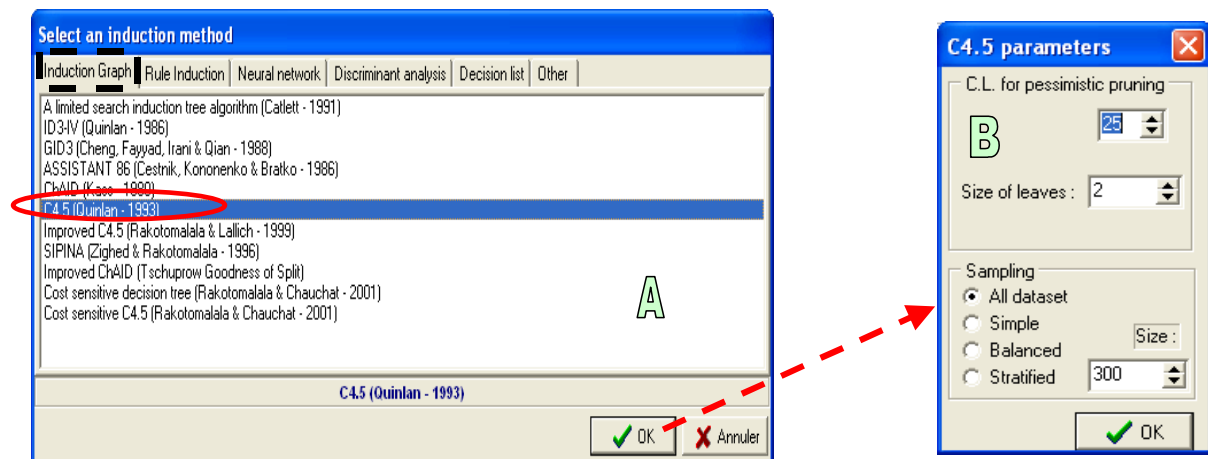 Select an induction method
Induction Graph Rule Induction Neural network Discriminant analysis Decision list Other
A limited search induction tree algorithm (Catlett - 1991)
ID3-IV (Quinlan - 1986)
GID3 (Cheng, Fayyad, Irani & Qian - 1988)
ASSISTANT 86 (Cestnik, Kononenko & Bratko - 1986)
ChAID (Kass - 1980)
C4.5 (Quinlan - 1993)
Improved C4.5 (Rakotomalala & Lallich - 1999)
SIPINA (Zighed & Rakotomalala - 1996)
Improved ChAID (Tschuprow Goodness of Split)
Cost sensitive decision tree (Rakotomalala & Chauchat - 2001)
Cost sensitive C4.5 (Rakotomalala & Chauchat - 2001)
A
C4.5 (Quinlan - 1993)
OK Annuler
C4.5 parameters
C.L. for pessimistic pruning
25
B
Size of leaves : 2
Sampling
All dataset
Simple
Size :
Balanced
Stratified 300
OK